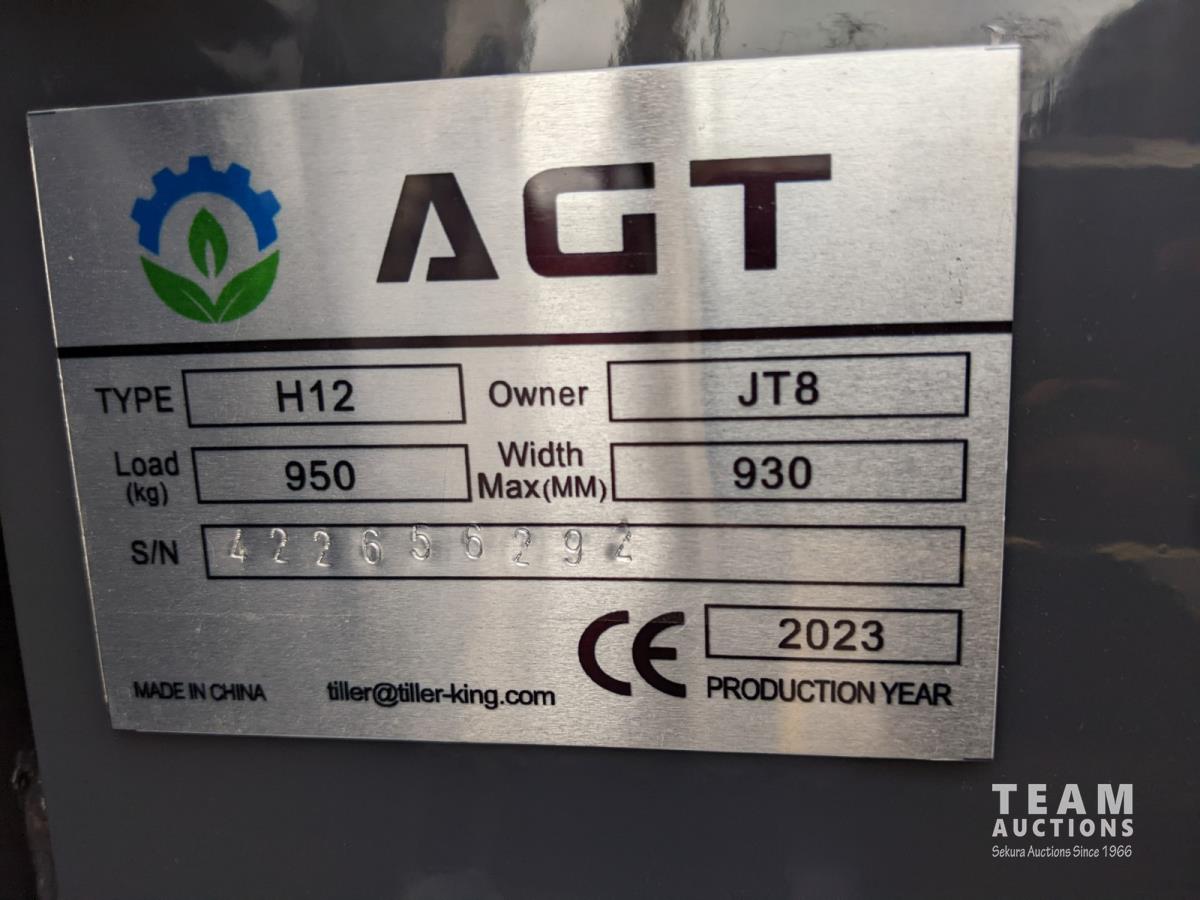 AGT
TYPE H12 Owner JT8
Load (kg) 950 Width Max(MM) 930
S/N 422656292
CE 2023
MADE IN CHINA tiller@tiller-king.com PRODUCTION YEAR
TEAM
AUCTIONS
Sekura Auctions Since 1966